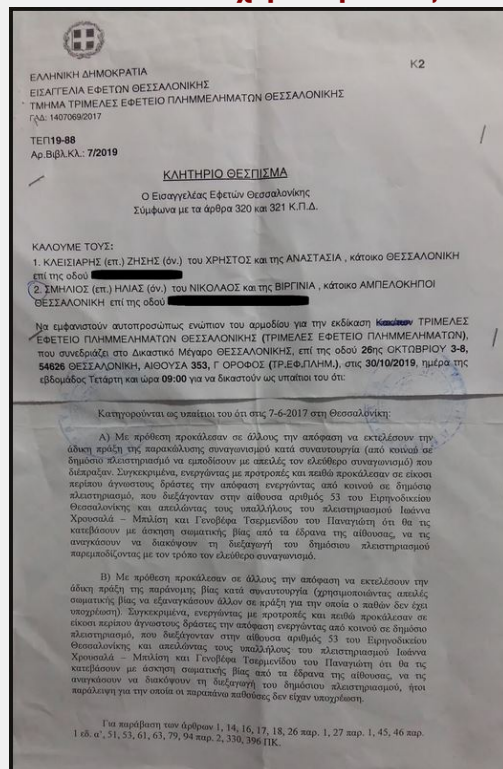 Κ2
ΕΛΛΗΝΙΚΗ ΔΗΜΟΚΡΑΤΙΑ
ΕΙΣΑΓΓΕΛΙΑ ΕΦΕΤΩΝ ΘΕΣΣΑΛΟΝΙΚΗΣ
ΤΜΗΜΑ ΤΡΙΜΕΛΕΣ ΕΦΕΤΕΙΟ ΠΛΗΜΜΕΛΗΜΑΤΩΝ ΘΕΣΣΑΛΟΝΙΚΗΣ
ΓΑΔ: 1407069/2017
ΤΕΠ19-88
Αρ.Βιβλ.Κλ.: 7/2019
ΚΛΗΤΗΡΙΟ ΘΕΣΠΙΣΜΑ
Ο Εισαγγελέας Εφετών Θεσσαλονίκης
Σύμφωνα με τα άρθρα 320 και 321 Κ.Π.Δ.
ΚΑΛΟΥΜΕ ΤΟΥΣ:
1. ΚΛΕΙΣΙΑΡΗΣ (επ.) ΖΗΣΗΣ (όν.) του ΧΡΗΣΤΟΣ και της ΑΝΑΣΤΑΣΙΑ , κάτοικο ΘΕΣΣΑΛΟΝΙΚΗ
επί της οδού
2. ΣΜΗΛΙΟΣ (επ.) ΗΛΙΑΣ (όν.) του ΝΙΚΟΛΑΟΣ και της ΒΙΡΓΙΝΙΑ , κάτοικο ΑΜΠΕΛΟΚΗΠΟΙ
ΘΕΣΣΑΛΟΝΙΚΗ επί της οδού
Να εμφανιστούν αυτοπροσώπως ενώπιον του αρμοδίου για την εκδίκαση ΤΡΙΜΕΛΕΣ
ΕΦΕΤΕΙΟ ΠΛΗΜΜΕΛΗΜΑΤΩΝ ΘΕΣΣΑΛΟΝΙΚΗΣ (ΤΡΙΜΕΛΕΣ ΕΦΕΤΕΙΟ ΠΛΗΜΜΕΛΗΜΑΤΩΝ),
που συνεδριάζει στο Δικαστικό Μέγαρο ΘΕΣΣΑΛΟΝΙΚΗΣ, επί της οδού 26ης ΟΚΤΩΒΡΙΟΥ 3-8,
54626 ΘΕΣΣΑΛΟΝΙΚΗ, ΑΙΘΟΥΣΑ 353, Γ ΟΡΟΦΟΣ (ΤΡ.ΕΦ.ΠΛΗΜ.), στις 30/10/2019, ημέρα της
εβδομάδος Τετάρτη και ώρα 09:00 για να δικαστούν ως υπαίτιοι του ότι:
Κατηγορούνται ως υπαίτιοι του ότι στις 7-6-2017 στη Θεσσαλονίκη:
Α) Με πρόθεση προκάλεσαν σε άλλους την απόφαση να εκτελέσουν την
άδικη πράξη της παρακώλυσης συναγωνισμού κατά συναυτουργία (από κοινού σε
δημόσιο πλειστηριασμό να εμποδίσουν με απειλές τον ελεύθερο συναγωνισμό) που
διέπραξαν. Συγκεκριμένα, ενεργώντας με προτροπές και πειθώ προκάλεσαν σε είκοσι
περίπου άγνωστους δράστες την απόφαση ενεργώντας από κοινού σε δημόσιο
πλειστηριασμό, που διεξάγονταν στην αίθουσα αριθμός 53 του Ειρηνοδικείου
Θεσσαλονίκης και απειλώντας τους υπαλλήλους του πλειστηριασμού Ιωάννα
Χρουσαλά – Μπιλίση και Γενοβέφα Τσερμενίδου του Παναγιώτη ότι θα τις
κατεβάσουν με άσκηση σωματικής βίας από τα έδρανα της αίθουσας, να τις
αναγκάσουν να διακόψουν τη διεξαγωγή του δημόσιου πλειστηριασμού
παρεμποδίζοντας με τον τρόπο τον ελεύθερο συναγωνισμό.
Β) Με πρόθεση προκάλεσαν σε άλλους την απόφαση να εκτελέσουν την
άδικη πράξη της παράνομης βίας κατά συναυτουργία (χρησιμοποιώντας απειλές
σωματικής βίας να εξαναγκάσουν άλλον σε πράξη για την οποία ο παθών δεν έχει
υποχρέωση). Συγκεκριμένα, ενεργώντας με προτροπές και πειθώ προκάλεσαν σε
είκοσι περίπου άγνωστους δράστες την απόφαση ενεργώντας από κοινού σε δημόσιο
πλειστηριασμό, που διεξάγονταν στην αίθουσα αριθμός 53 του Ειρηνοδικείου
Θεσσαλονίκης και απειλώντας τους υπαλλήλους του πλειστηριασμού Ιωάννα
Χρουσαλά – Μπιλίση και Γενοβέφα Τσερμενίδου του Παναγιώτη ότι θα τις
κατεβάσουν με άσκηση σωματικής βίας από τα έδρανα της αίθουσας, να τις
αναγκάσουν να διακόψουν τη διεξαγωγή του δημόσιου πλειστηριασμού, ήτοι
παράλειψη για την οποία οι παραπάνω παθούσες δεν είχαν υποχρέωση.
Για παράβαση των άρθρων 1, 14, 16, 17, 18, 26 παρ. 1, 27 παρ. 1, 45, 46 παρ.
1 εδ. α', 51, 53, 61, 63, 79, 94 παρ. 2, 330, 396 ΠΚ.